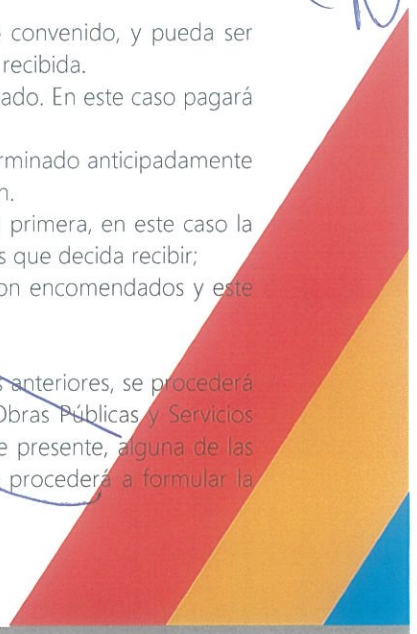 convenido, y pueda ser
recibida.
ado. En este caso pagará
rminado anticipadamente
n.
primera, en este caso la
s que decida recibir;
on encomendados y este
s anteriores, se procederá
Obras Públicas y Servicios
e presente, alguna de las
procederá a formular la